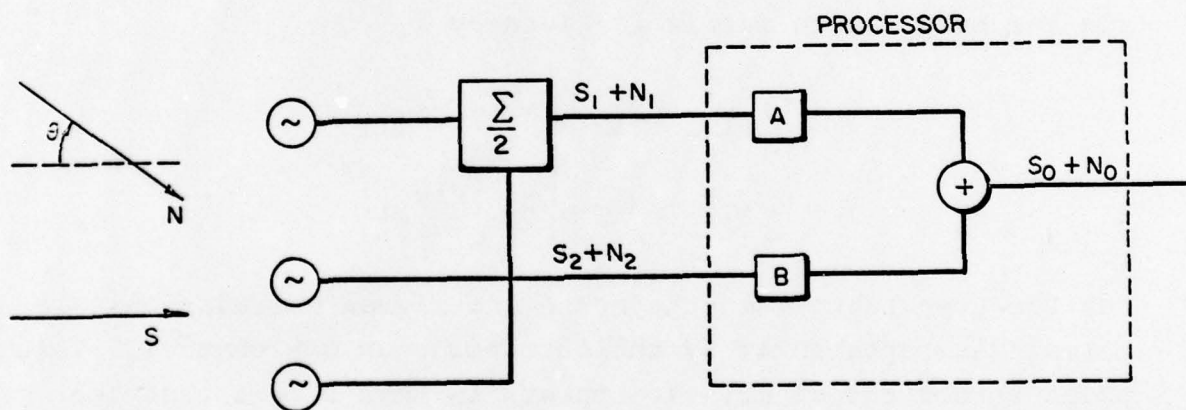 PROCESSOR
θ
N
S
~
~
~
Σ
2
S₁ + N₁
S₂ + N₂
A
B
+
S₀ + N₀